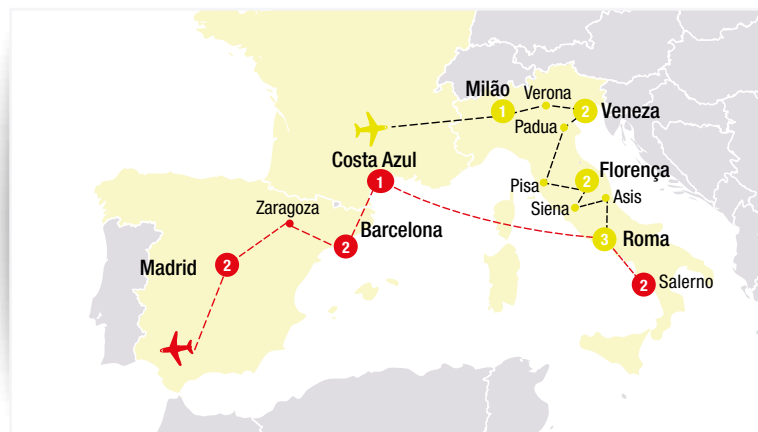 Milão
Verona
1
2
Veneza
Padua
Costa Azul
1
Florença
2
Pisa
Asis
Siena
Zaragoza
Barcelona
2
Roma
3
Madrid
2
2
Salerno